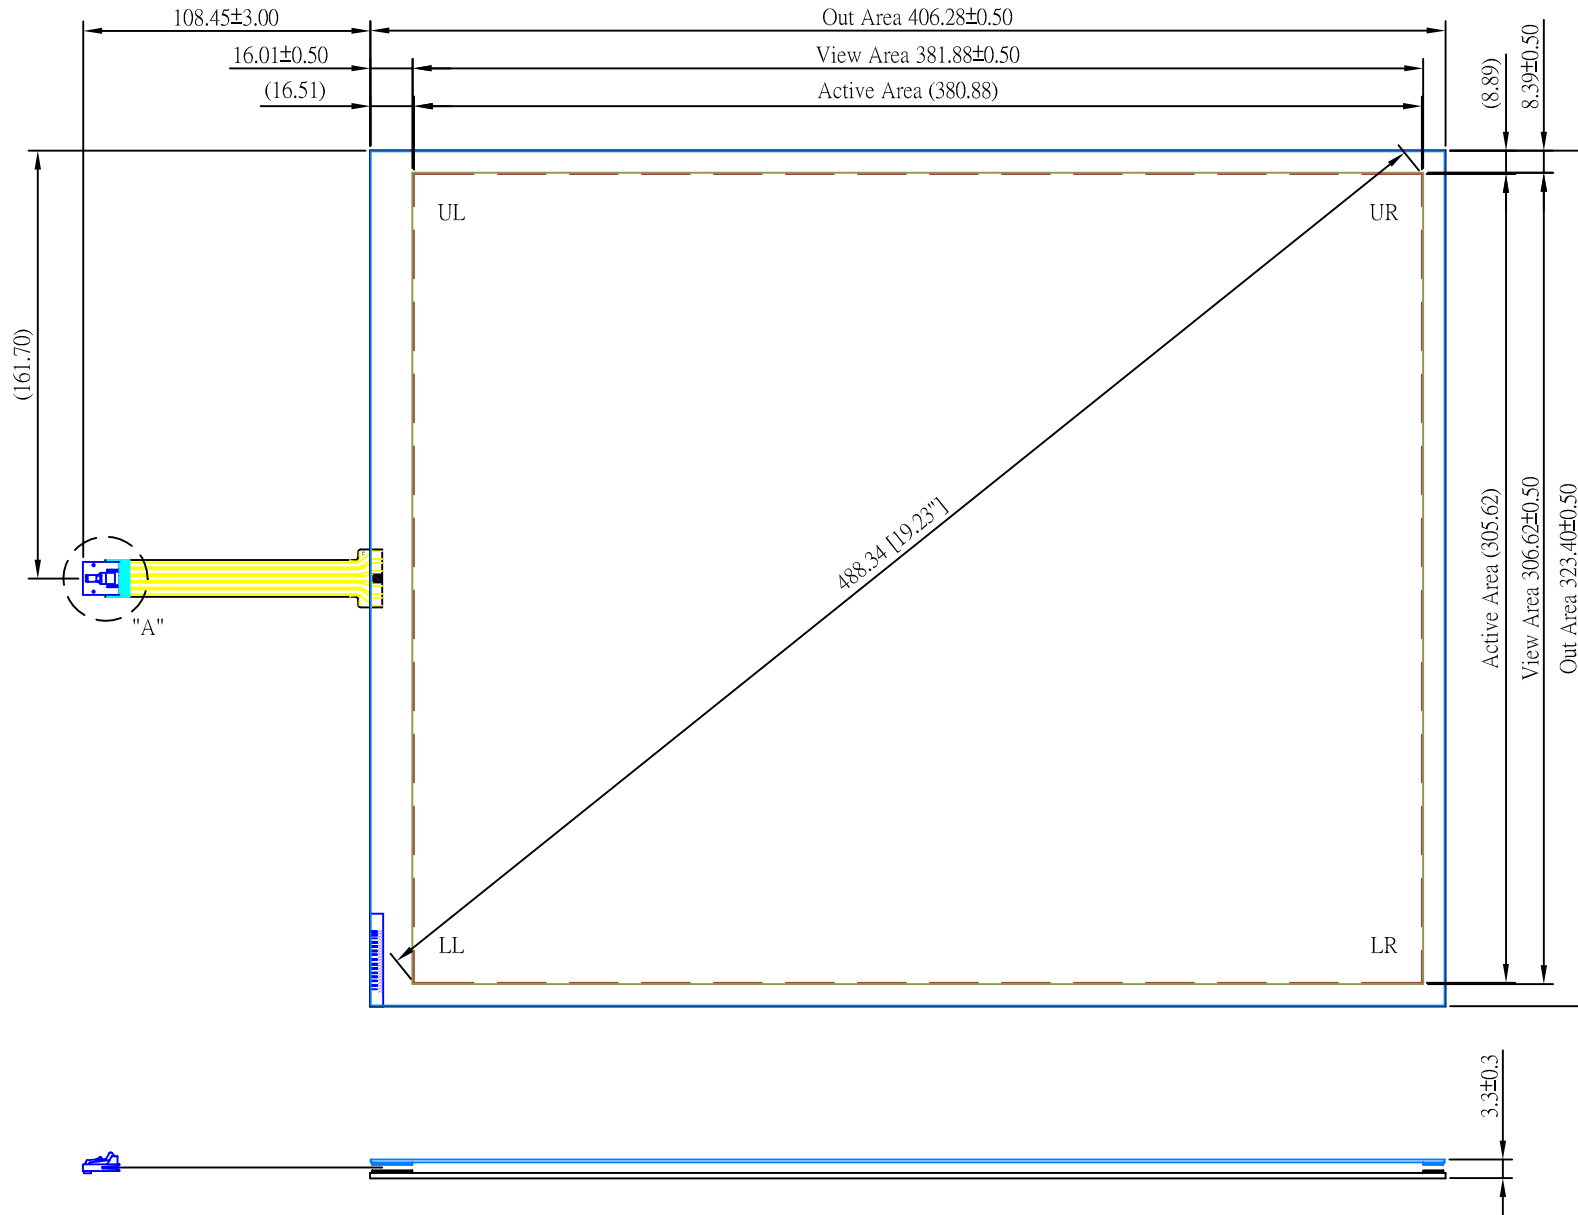 108.45±3.00
Out Area 406.28±0.50
16.01±0.50
View Area 381.88±0.50
(16.51)
Active Area (380.88)
(8.89)
8.39±0.50
(161.70)
UL
UR
488.34 [19.23"]
"A"
LL
LR
Active Area (305.62)
View Area 306.62±0.50
Out Area 323.40±0.50
3.3±0.3